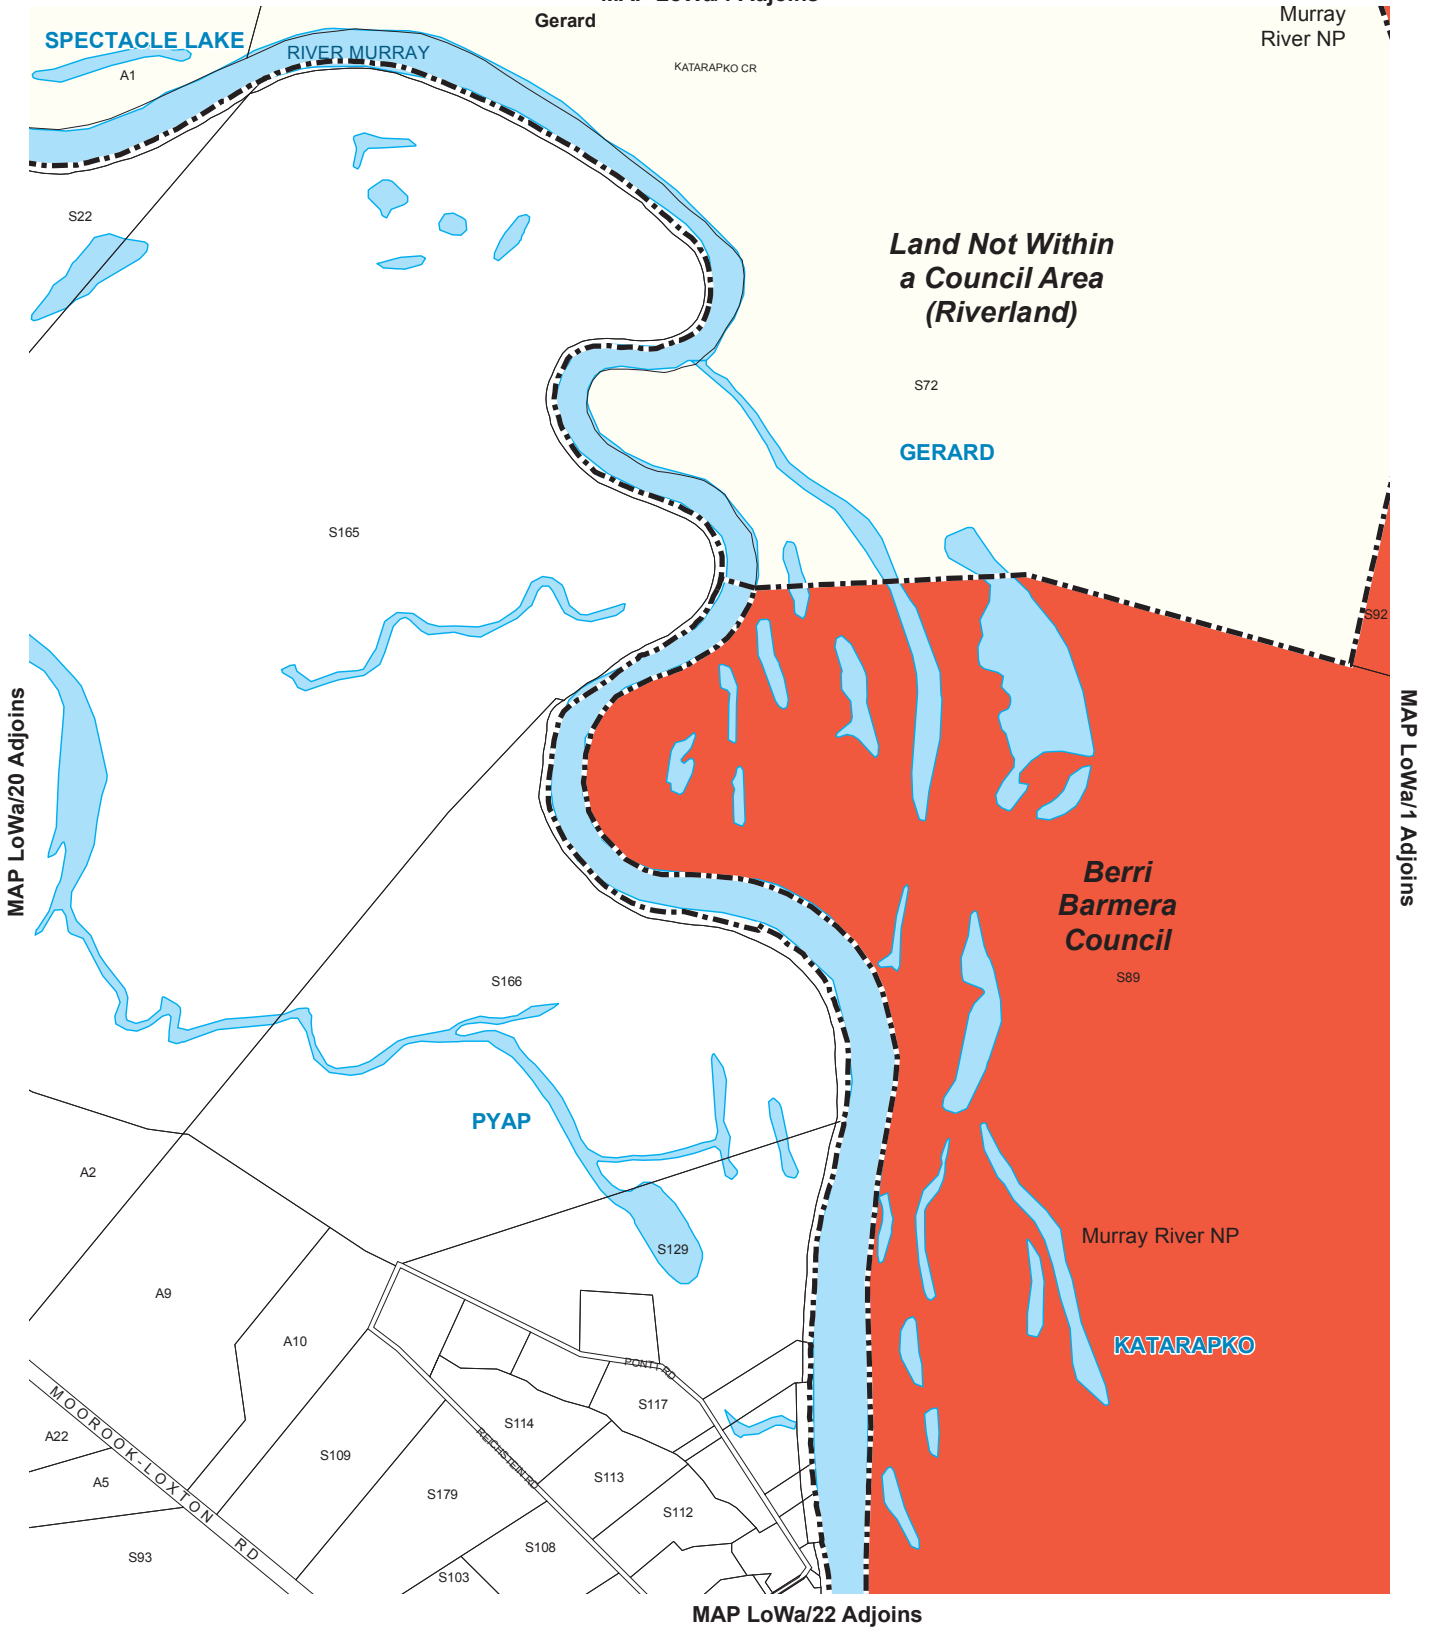 Gerard
Murray
River NP
SPECTACLE LAKE
RIVER MURRAY
KATARAPKO CR
A1
S22
Land Not Within
a Council Area
(Riverland)
S72
GERARD
S165
S92
MAP LoWa/20 Adjoins
MAP LoWa/1 Adjoins
Berri
Barmera
Council
S89
S166
PYAP
A2
Murray River NP
S129
A9
A10
KATARAPKO
PONTT RD
S117
S114
A22
MOOROOK-LOXTON RD
REICHSTEIN RD
S109
A5
S113
S179
S112
S93
S108
S103
MAP LoWa/22 Adjoins